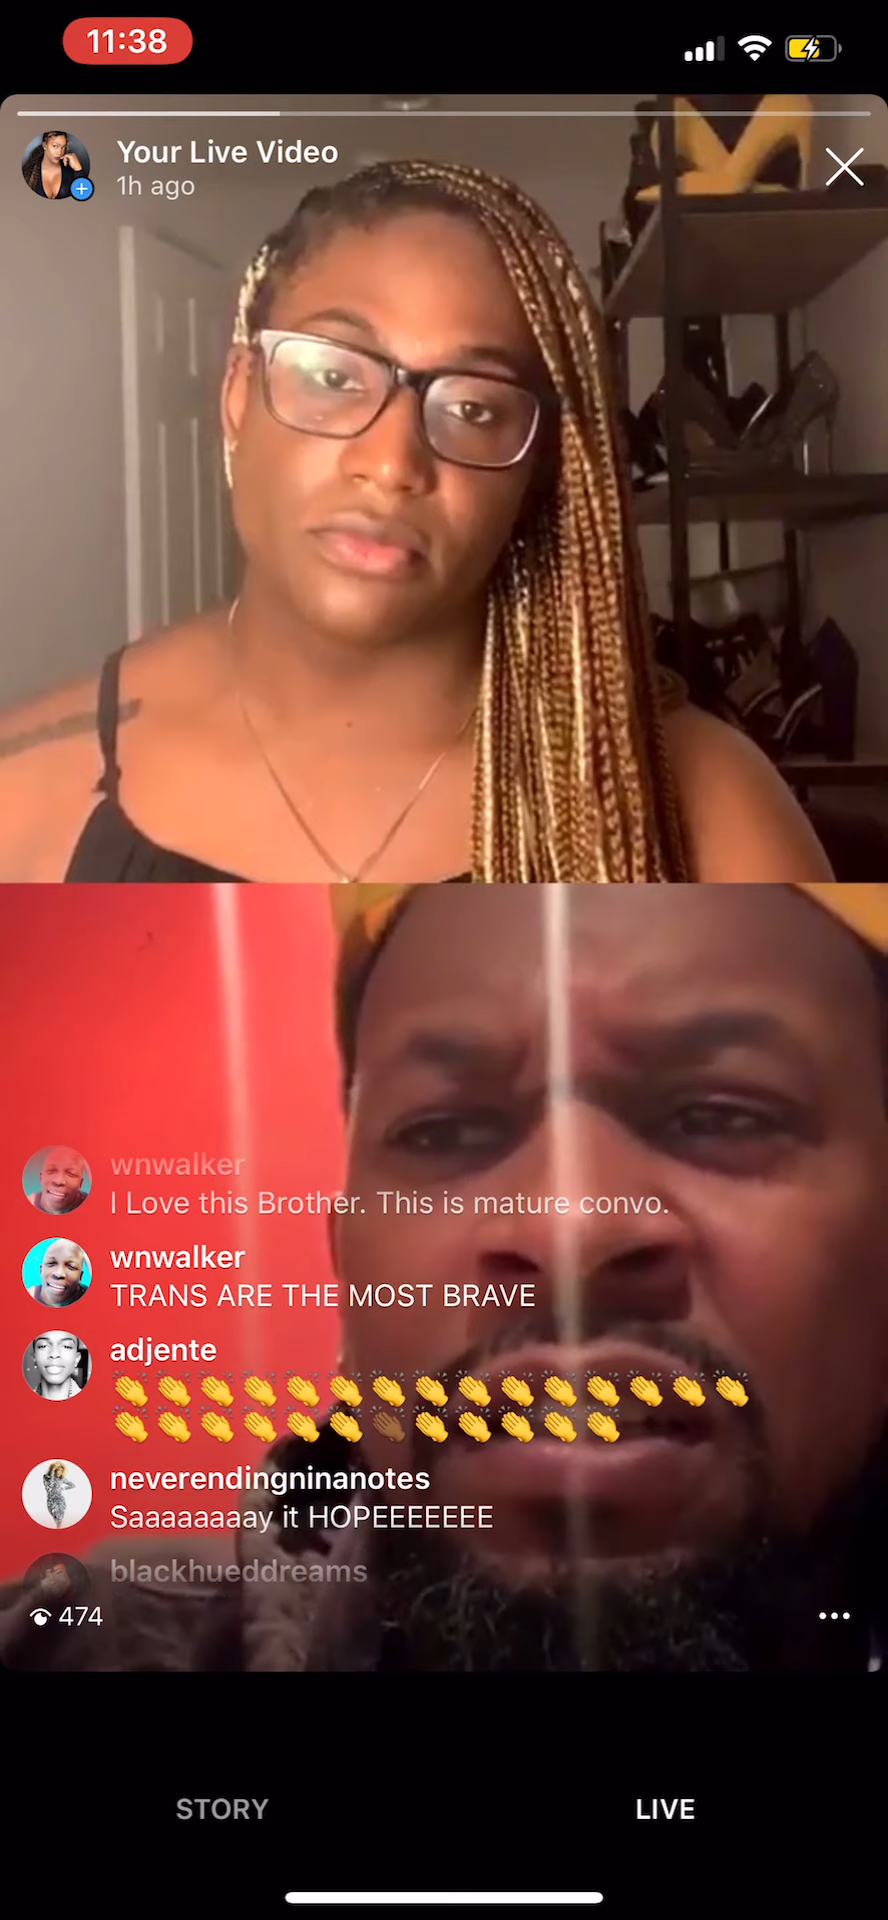 11:38
Your Live Video
1h ago
wnwalker
I Love this Brother. This is mature convo.
wnwalker
TRANS ARE THE MOST BRAVE
adjente
👏👏👏👏👏👏👏👏👏👏👏👏👏👏👏
👏👏👏👏👏👏👏🏾👏👏👏👏👏
neverendingninanotes
Saaaaaaaay it HOPEEEEEEE
blackhueddreams
474
STORY
LIVE